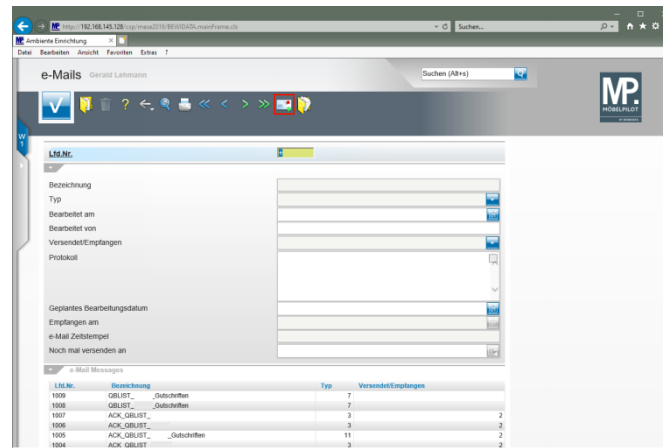 http://192.168.145.128/csp/mese2018/BEWIDATA.mainFrame.cls
Suchen...
Ambiente Einrichtung
Datei Bearbeiten Ansicht Favoriten Extras ?
e-Mails Gerald Lehmann
Suchen (Alt+s)
MP.
MÖBELPILOT
W
1
Lfd.Nr.
Bezeichnung
Typ
Bearbeitet am
Bearbeitet von
Versendet/Empfangen
Protokoll
Geplantes Bearbeitungsdatum
Empfangen am
e-Mail Zeitstempel
Noch mal versenden an
e-Mail Messages
Lfd.Nr. Bezeichnung Typ Versendet/Empfangen
1009 QBLIST_ _Gutschriften 7
1008 QBLIST_ _Gutschriften 7
1007 ACK_QBLIST_ 3 2
1006 ACK_QBLIST_ 3 2
1005 ACK_QBLIST_ _Gutschriften 11 2
1004 ACK_QBLIST 3 2